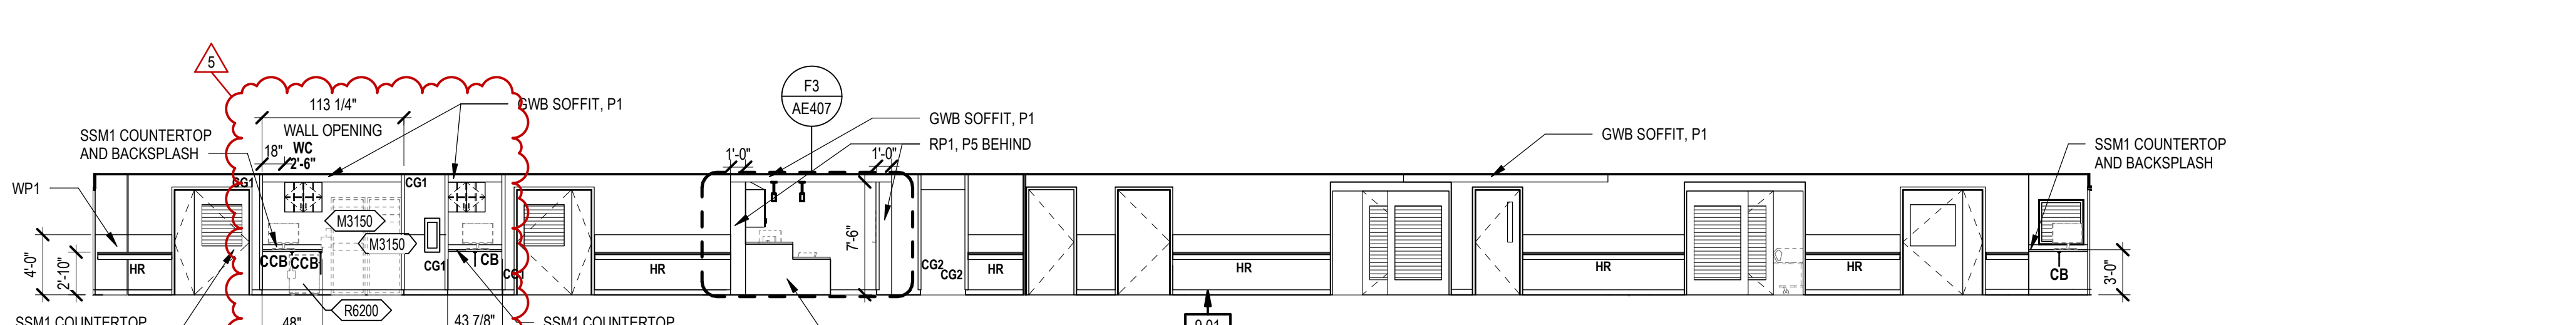 5
F3
AE407
113 1/4"
GWB SOFFIT, P1
GWB SOFFIT, P1
GWB SOFFIT, P1
SSM1 COUNTERTOP
AND BACKSPLASH
WALL OPENING
18"
WC
2'-6"
RP1, P5 BEHIND
1'-0"
1'-0"
SSM1 COUNTERTOP
AND BACKSPLASH
WP1
CG1
CG1
M3150
M3150
7'-6"
4'-0"
2'-10"
HR
CCB
CCB
CG1
CB
CG1
HR
CG2
CG2
HR
HR
HR
HR
CB
3'-0"
R6200
SSM1 COUNTERTOP
48"
43 7/8"
SSM1 COUNTERTOP
9.01